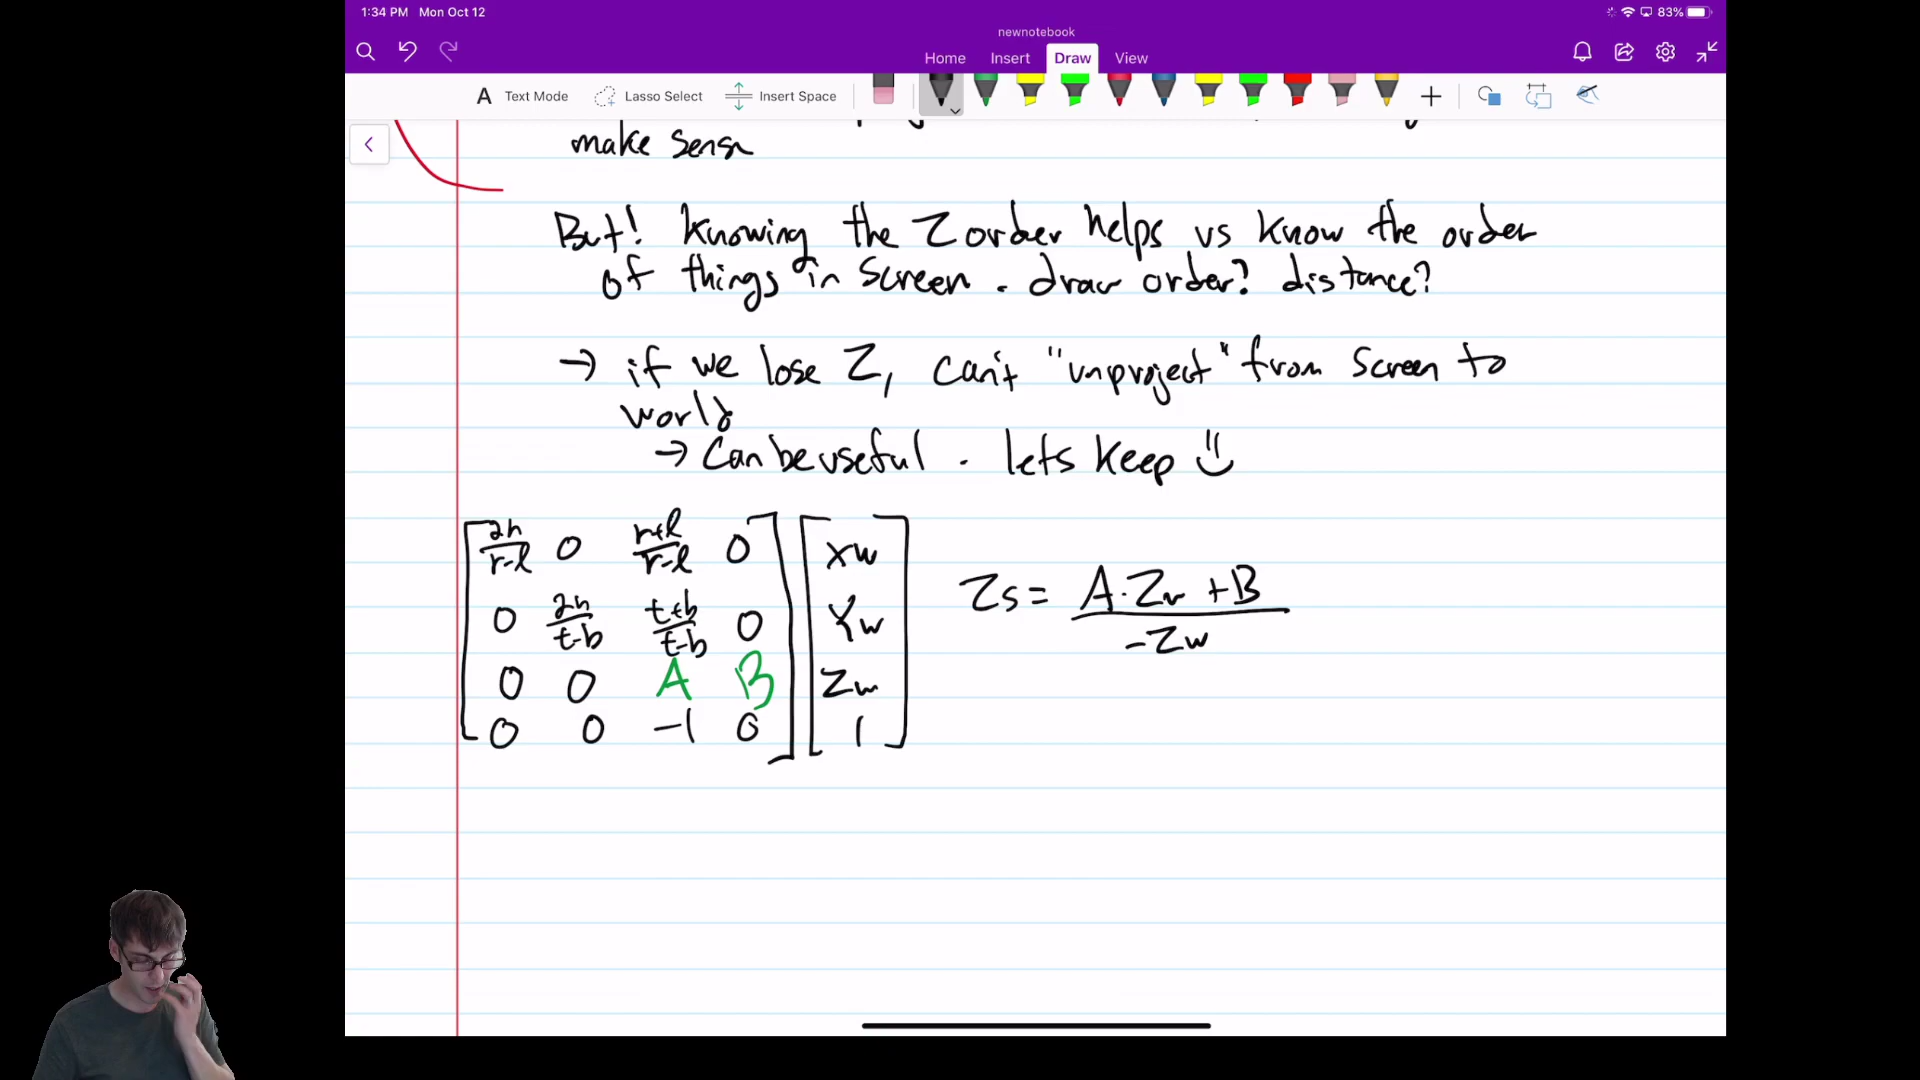 1:34 PM Mon Oct 12
83%
newnotebook
Home Insert Draw View
A Text Mode Lasso Select Insert Space
make sense
But! Knowing the Z order helps us know the order
of things in screen. draw order? distance?
→ if we lose Z, can't "unproject" from screen to
world
→ Can be useful. lets keep
2n/r-l 0 r+l/r-l 0 Xw
0 2n/t-b t+b/t-b 0 Yw
0 0 A B Zw
0 0 -1 0 1
Zs = A·Zw + B
-Zw